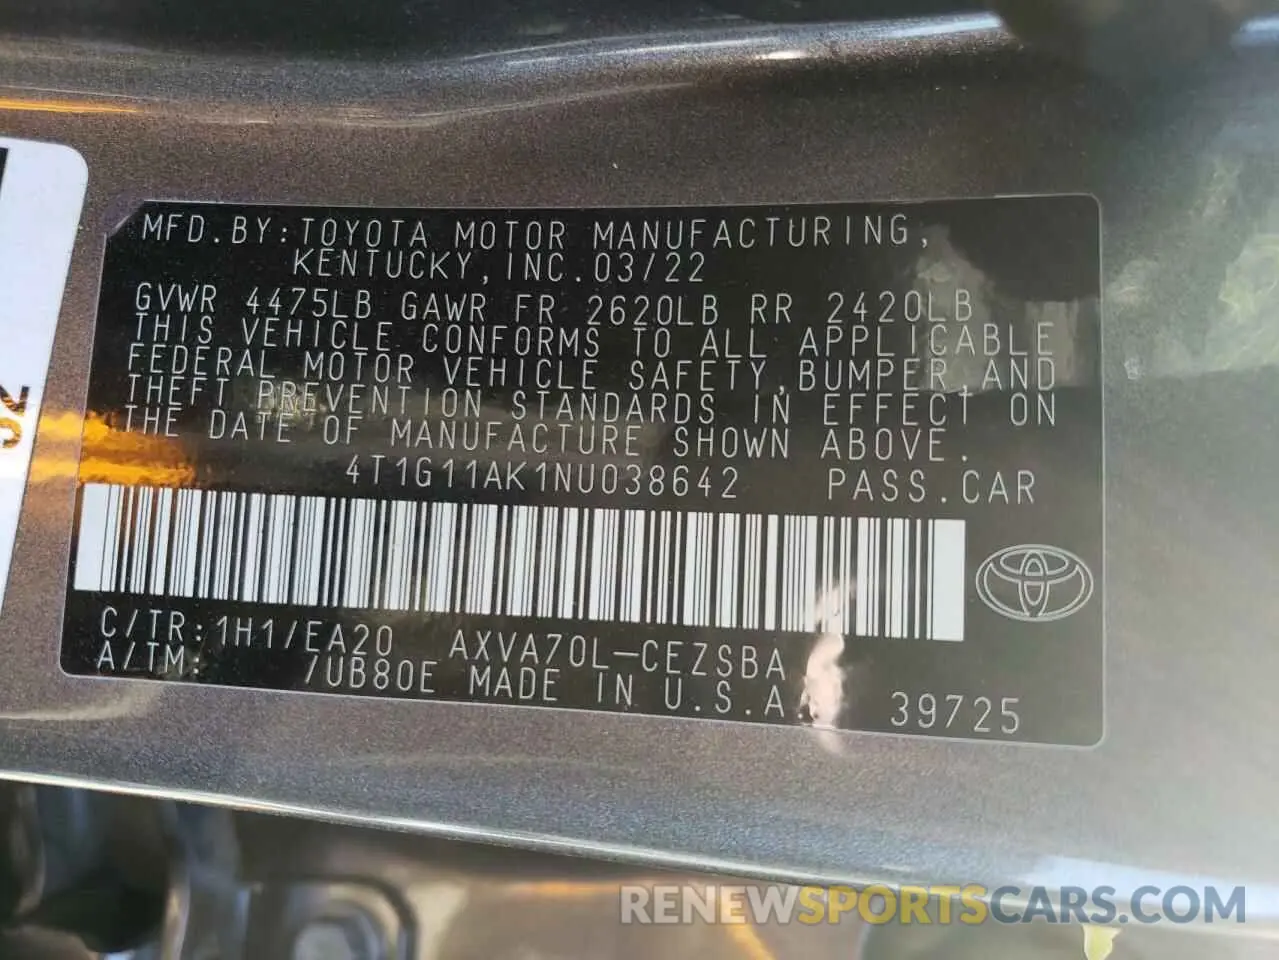 MFD.BY:TOYOTA MOTOR MANUFACTURING,
KENTUCKY,INC.03/22
GVWR 4475LB GAWR FR 2620LB RR 2420LB
THIS VEHICLE CONFORMS TO ALL APPLICABLE
FEDERAL MOTOR VEHICLE SAFETY,BUMPER,AND
THEFT PREVENTION STANDARDS IN EFFECT ON
THE DATE OF MANUFACTURE SHOWN ABOVE.
4T1G11AK1NU038642 PASS.CAR
C/TR:1H1/EA20 AXVA70L-CEZSBA
A/TM: /UB80E MADE IN U.S.A. 39725
RENEWSPORTSCARS.COM